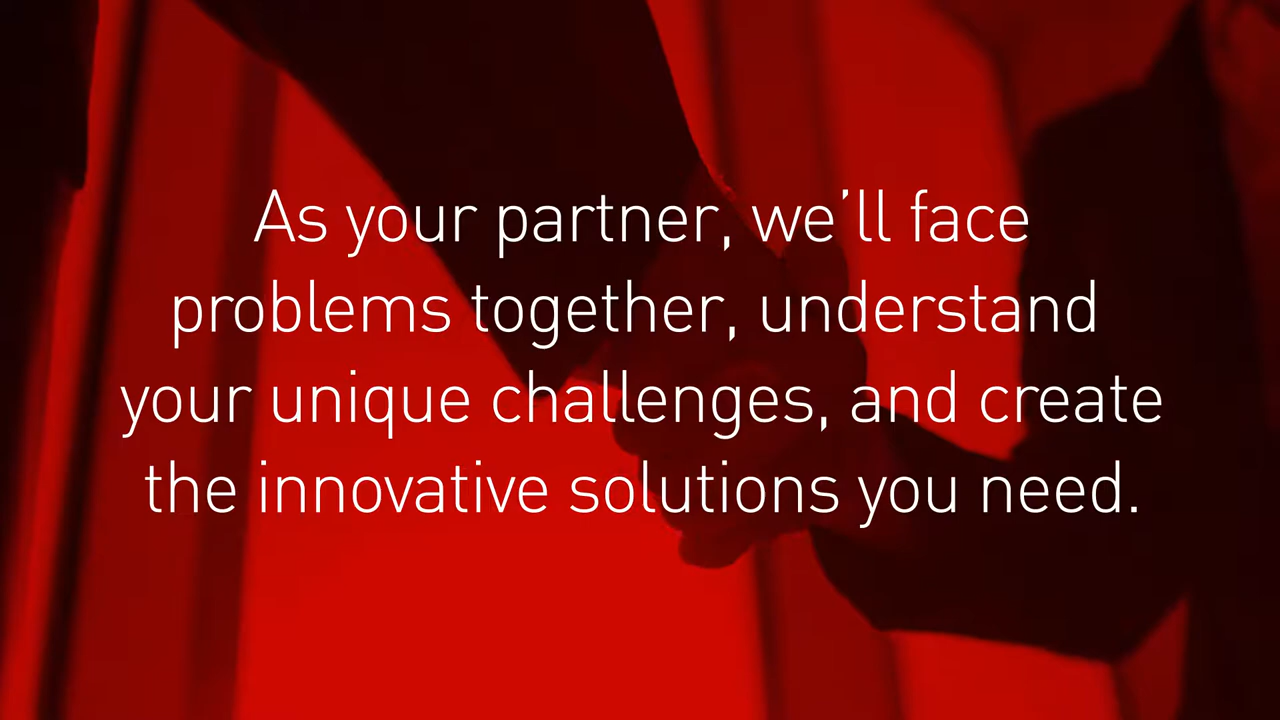 As your partner, we’ll face
problems together, understand
your unique challenges, and create
the innovative solutions you need.